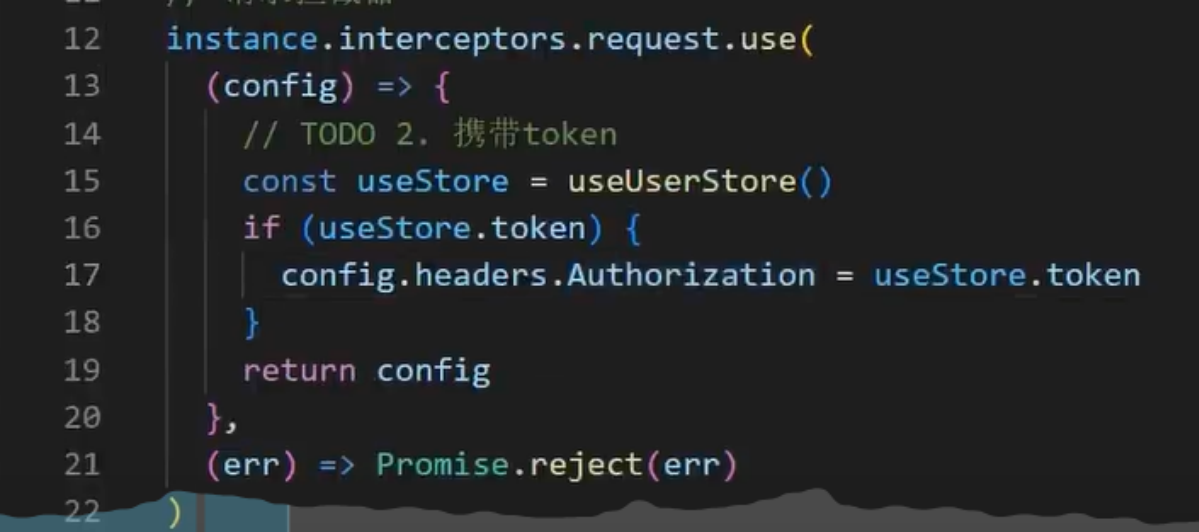 12 instance.interceptors.request.use(
13 (config) => {
14 // TODO 2. 携带token
15 const useStore = useUserStore()
16 if (useStore.token) {
17 config.headers.Authorization = useStore.token
18 }
19 return config
20 },
21 (err) => Promise.reject(err)
22 )